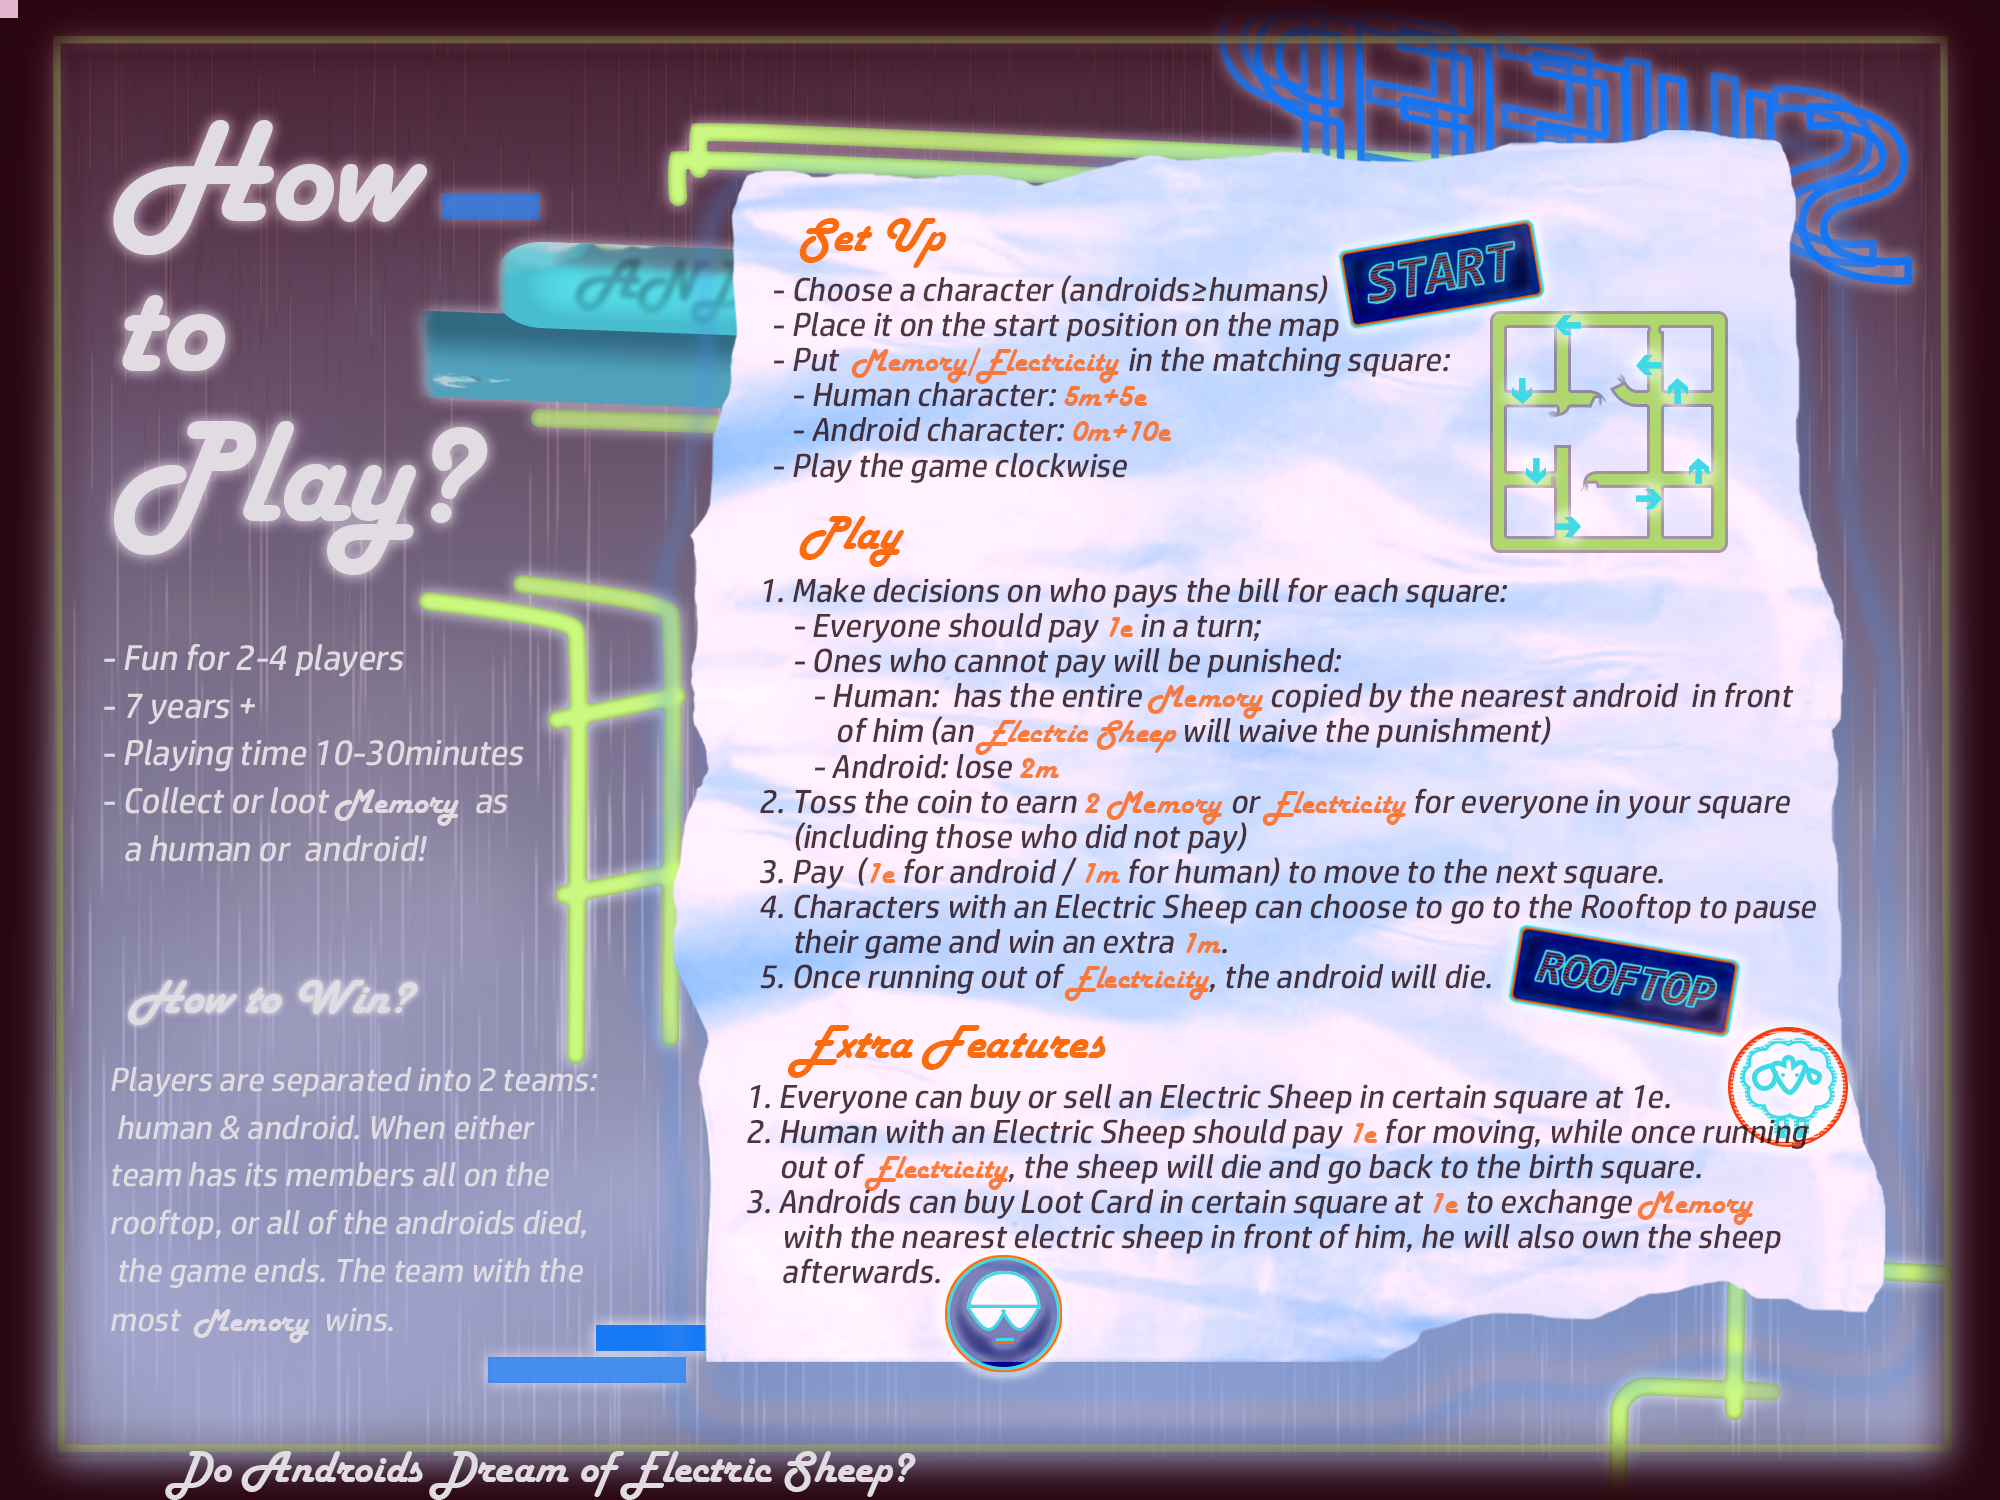 How
to
Play?
- Fun for 2-4 players
- 7 years +
- Playing time 10-30minutes
- Collect or loot Memory as
a human or android!
How to Win?
Players are separated into 2 teams:
human & android. When either
team has its members all on the
rooftop, or all of the androids died,
the game ends. The team with the
most Memory wins.
Set Up
- Choose a character (androids≥humans)
- Place it on the start position on the map
- Put Memory/Electricity in the matching square:
- Human character: 5m+5e
- Android character: 0m+10e
- Play the game clockwise
START
Play
1. Make decisions on who pays the bill for each square:
- Everyone should pay 1e in a turn;
- Ones who cannot pay will be punished:
- Human: has the entire Memory copied by the nearest android in front
of him (an Electric Sheep will waive the punishment)
- Android: lose 2m
2. Toss the coin to earn 2 Memory or Electricity for everyone in your square
(including those who did not pay)
3. Pay (1e for android / 1m for human) to move to the next square.
4. Characters with an Electric Sheep can choose to go to the Rooftop to pause
their game and win an extra 1m.
5. Once running out of Electricity, the android will die.
ROOFTOP
Extra Features
1. Everyone can buy or sell an Electric Sheep in certain square at 1e.
2. Human with an Electric Sheep should pay 1e for moving, while once running
out of Electricity, the sheep will die and go back to the birth square.
3. Androids can buy Loot Card in certain square at 1e to exchange Memory
with the nearest electric sheep in front of him, he will also own the sheep
afterwards.
Do Androids Dream of Electric Sheep?